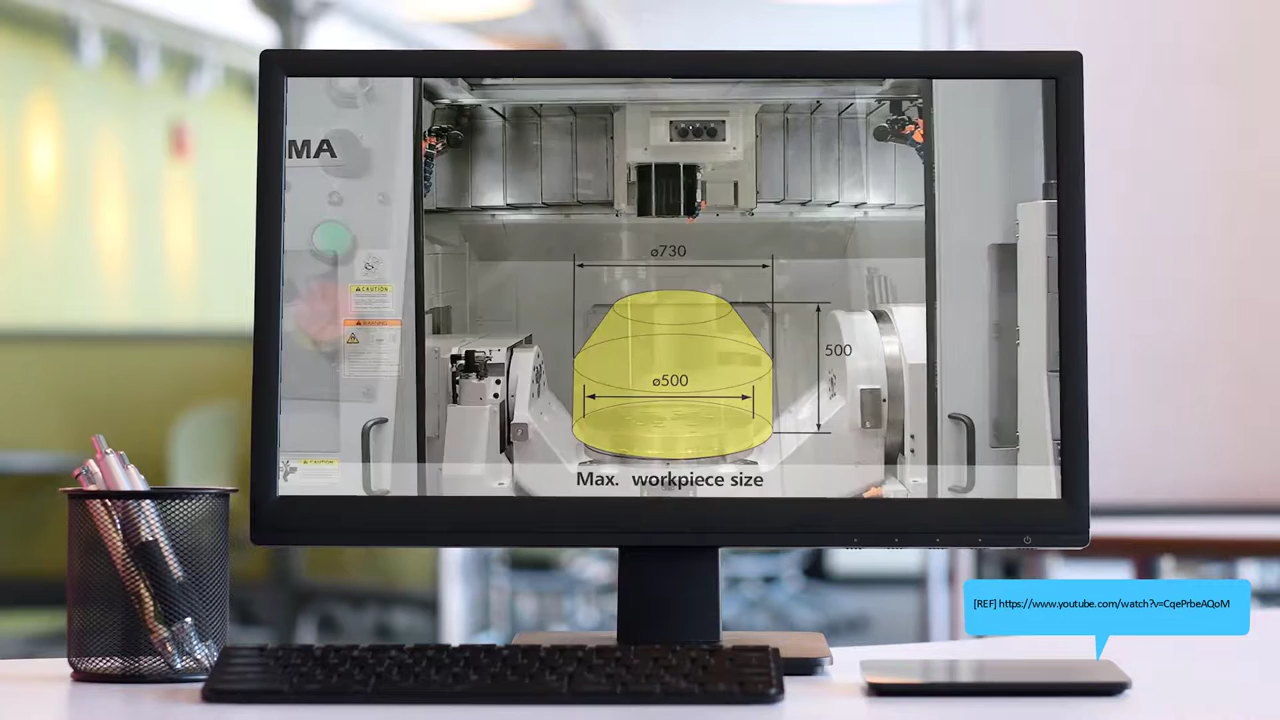 MA
ø730
CAUTION
WARNING
500
ø500
CAUTION
Max. workpiece size
[REF] https://www.youtube.com/watch?v=CqePrbeAQoM